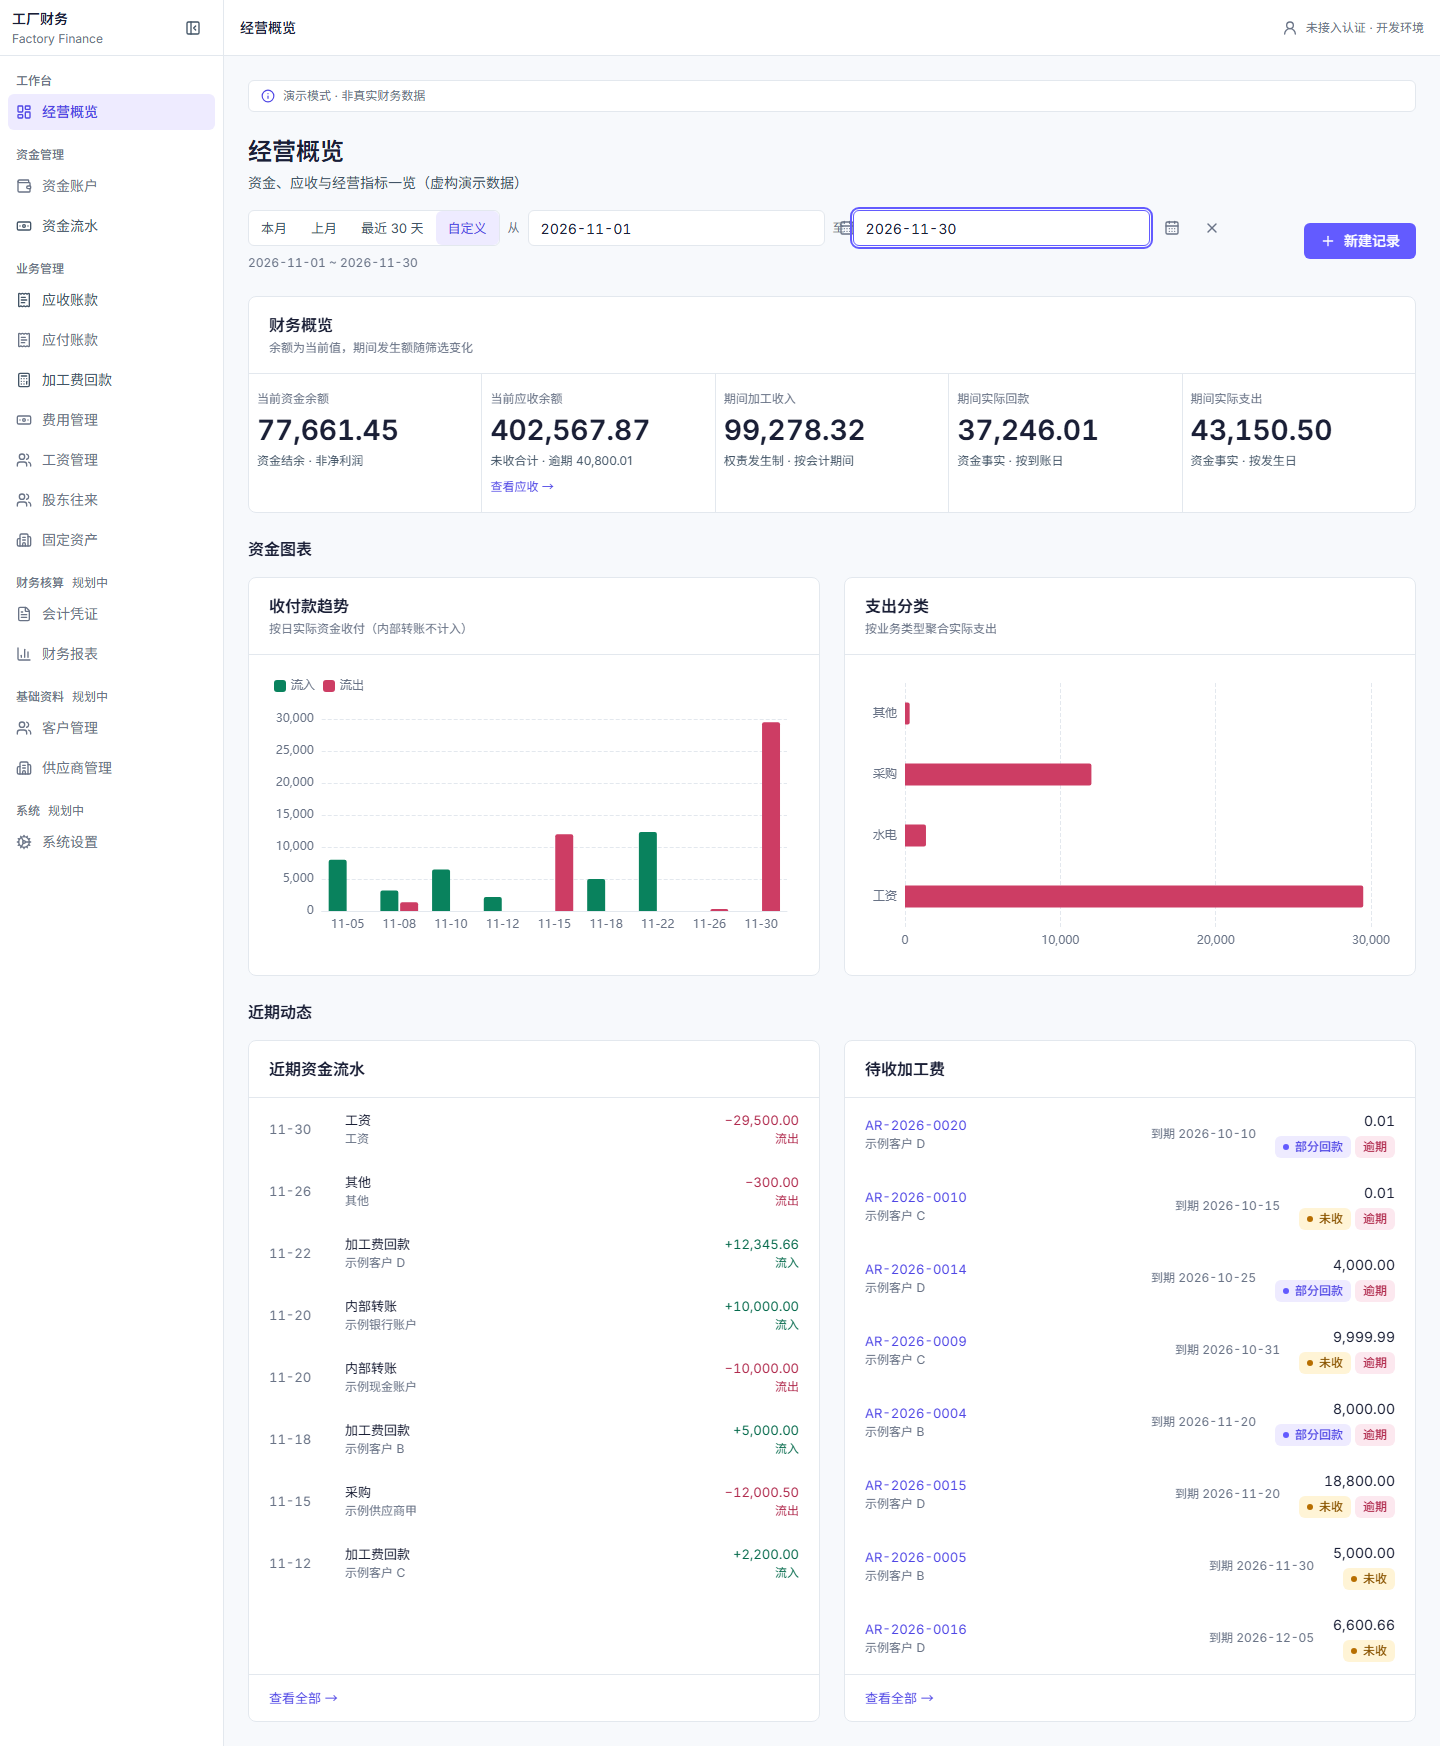 工厂财务
Factory Finance
经营概览
未接入认证 · 开发环境
工作台
经营概览
资金管理
资金账户
资金流水
业务管理
应收账款
应付账款
加工费回款
费用管理
工资管理
股东往来
固定资产
财务核算 规划中
会计凭证
财务报表
基础资料 规划中
客户管理
供应商管理
系统 规划中
系统设置
演示模式 · 非真实财务数据
经营概览
资金、应收与经营指标一览（虚构演示数据）
本月 上月 最近 30 天 自定义 从 2026-11-01 至 2026-11-30
2026-11-01 ~ 2026-11-30
新建记录
财务概览
余额为当前值，期间发生额随筛选变化
当前资金余额
77,661.45
资金结余 · 非净利润
当前应收余额
402,567.87
未收合计 · 逾期 40,800.01
查看应收 →
期间加工收入
99,278.32
权责发生制 · 按会计期间
期间实际回款
37,246.01
资金事实 · 按到账日
期间实际支出
43,150.50
资金事实 · 按发生日
资金图表
收付款趋势
按日实际资金收付（内部转账不计入）
流入 流出
30,000
25,000
20,000
15,000
10,000
5,000
0
11-05 11-08 11-10 11-12 11-15 11-18 11-22 11-26 11-30
支出分类
按业务类型聚合实际支出
其他
采购
水电
工资
0 10,000 20,000 30,000
近期动态
近期资金流水
11-30 工资 −29,500.00
工资 流出
11-26 其他 −300.00
其他 流出
11-22 加工费回款 +12,345.66
示例客户 D 流入
11-20 内部转账 +10,000.00
示例银行账户 流入
11-20 内部转账 −10,000.00
示例现金账户 流出
11-18 加工费回款 +5,000.00
示例客户 B 流入
11-15 采购 −12,000.50
示例供应商甲 流出
11-12 加工费回款 +2,200.00
示例客户 C 流入
查看全部 →
待收加工费
AR-2026-0020 到期 2026-10-10 0.01
示例客户 D 部分回款 逾期
AR-2026-0010 到期 2026-10-15 0.01
示例客户 C 未收 逾期
AR-2026-0014 到期 2026-10-25 4,000.00
示例客户 D 部分回款 逾期
AR-2026-0009 到期 2026-10-31 9,999.99
示例客户 C 未收 逾期
AR-2026-0004 到期 2026-11-20 8,000.00
示例客户 B 部分回款 逾期
AR-2026-0015 到期 2026-11-20 18,800.00
示例客户 D 未收 逾期
AR-2026-0005 到期 2026-11-30 5,000.00
示例客户 B 未收
AR-2026-0016 到期 2026-12-05 6,600.66
示例客户 D 未收
查看全部 →